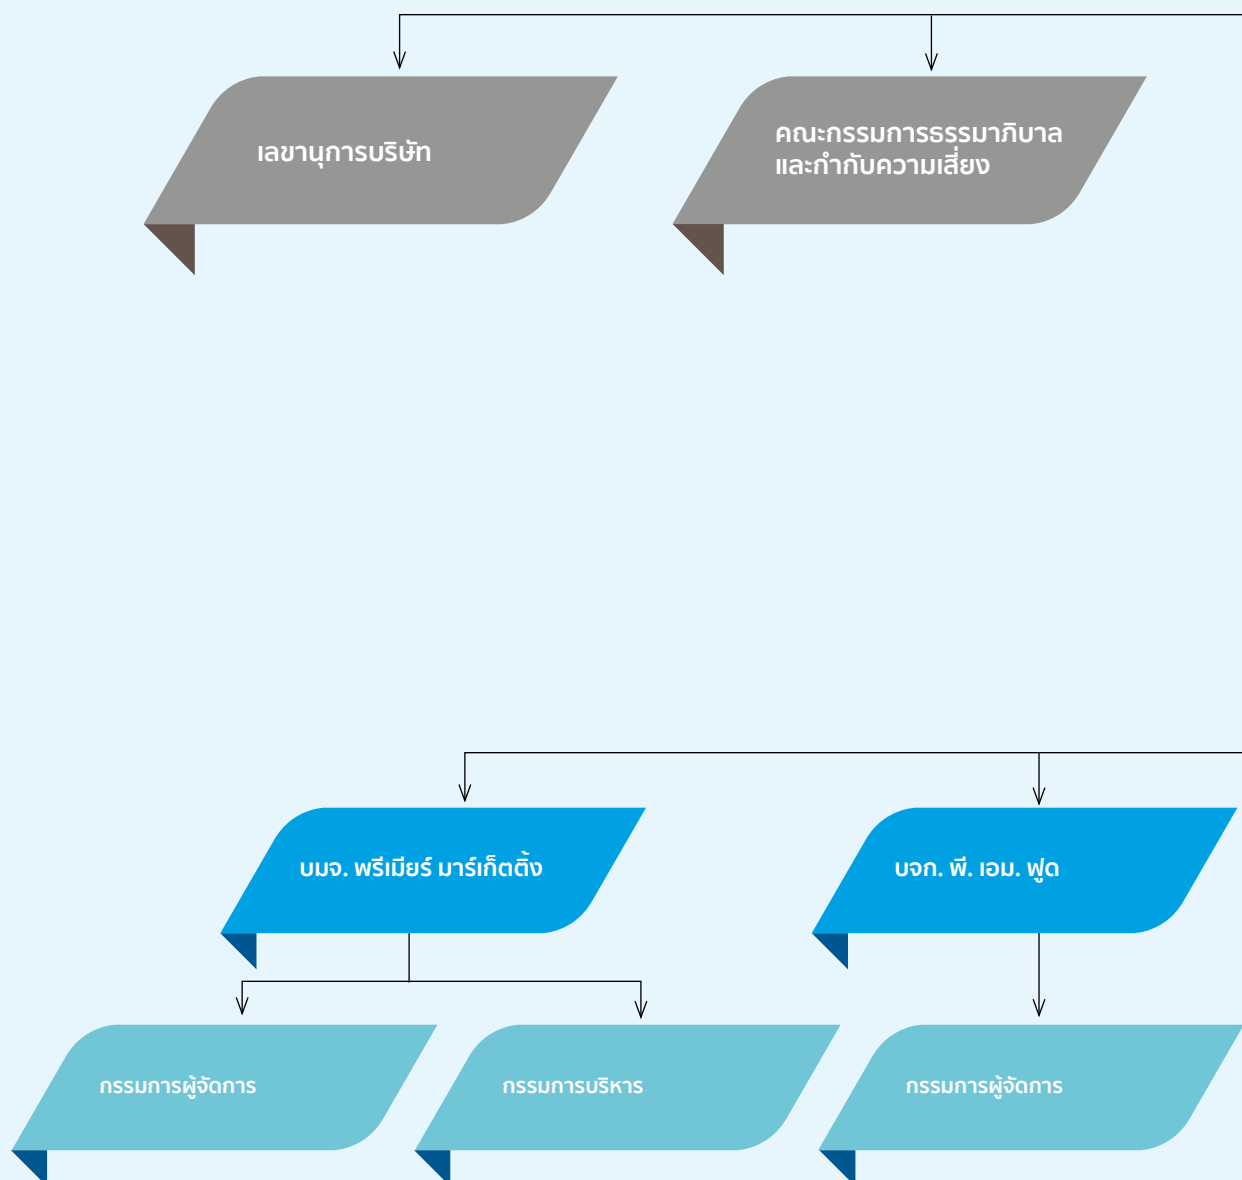 เลขานุการบริษัท
คณะกรรมการธรรมาภิบาล
และกำกับความเสี่ยง
บมจ. พรีเมียร์ มาร์เก็ตติ้ง
บจก. พี. เอม. ฟูด
กรรมการผู้จัดการ
กรรมการบริหาร
กรรมการผู้จัดการ